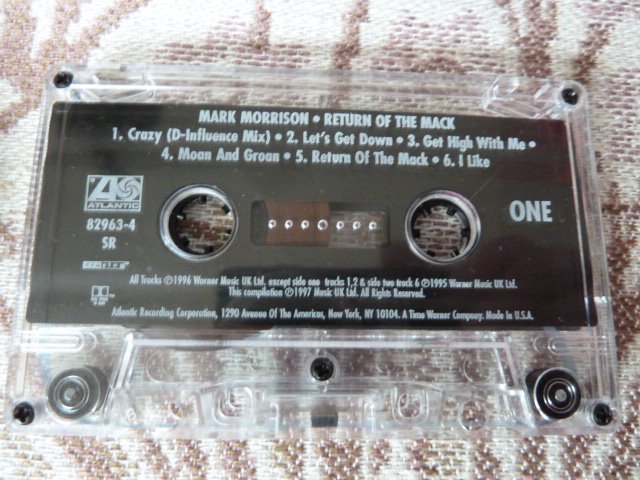 MARK MORRISON • RETURN OF THE MACK
1. Crazy (D-Influence Mix) • 2. Let's Get Down • 3. Get High With Me •
4. Moan And Groan • 5. Return Of The Mack • 6. I Like
ATLANTIC
82963-4
SR
ONE
All Tracks ℗1996 Warner Music UK Ltd. except side one tracks 1,2 & side two track 6 ℗1995 Warner Music UK Ltd.
This compilation ℗1997 Music UK Ltd. All Rights Reserved.
Atlantic Recording Corporation, 1290 Avenue Of The Americas, New York, NY 10104. A Time Warner Company. Made In U.S.A.